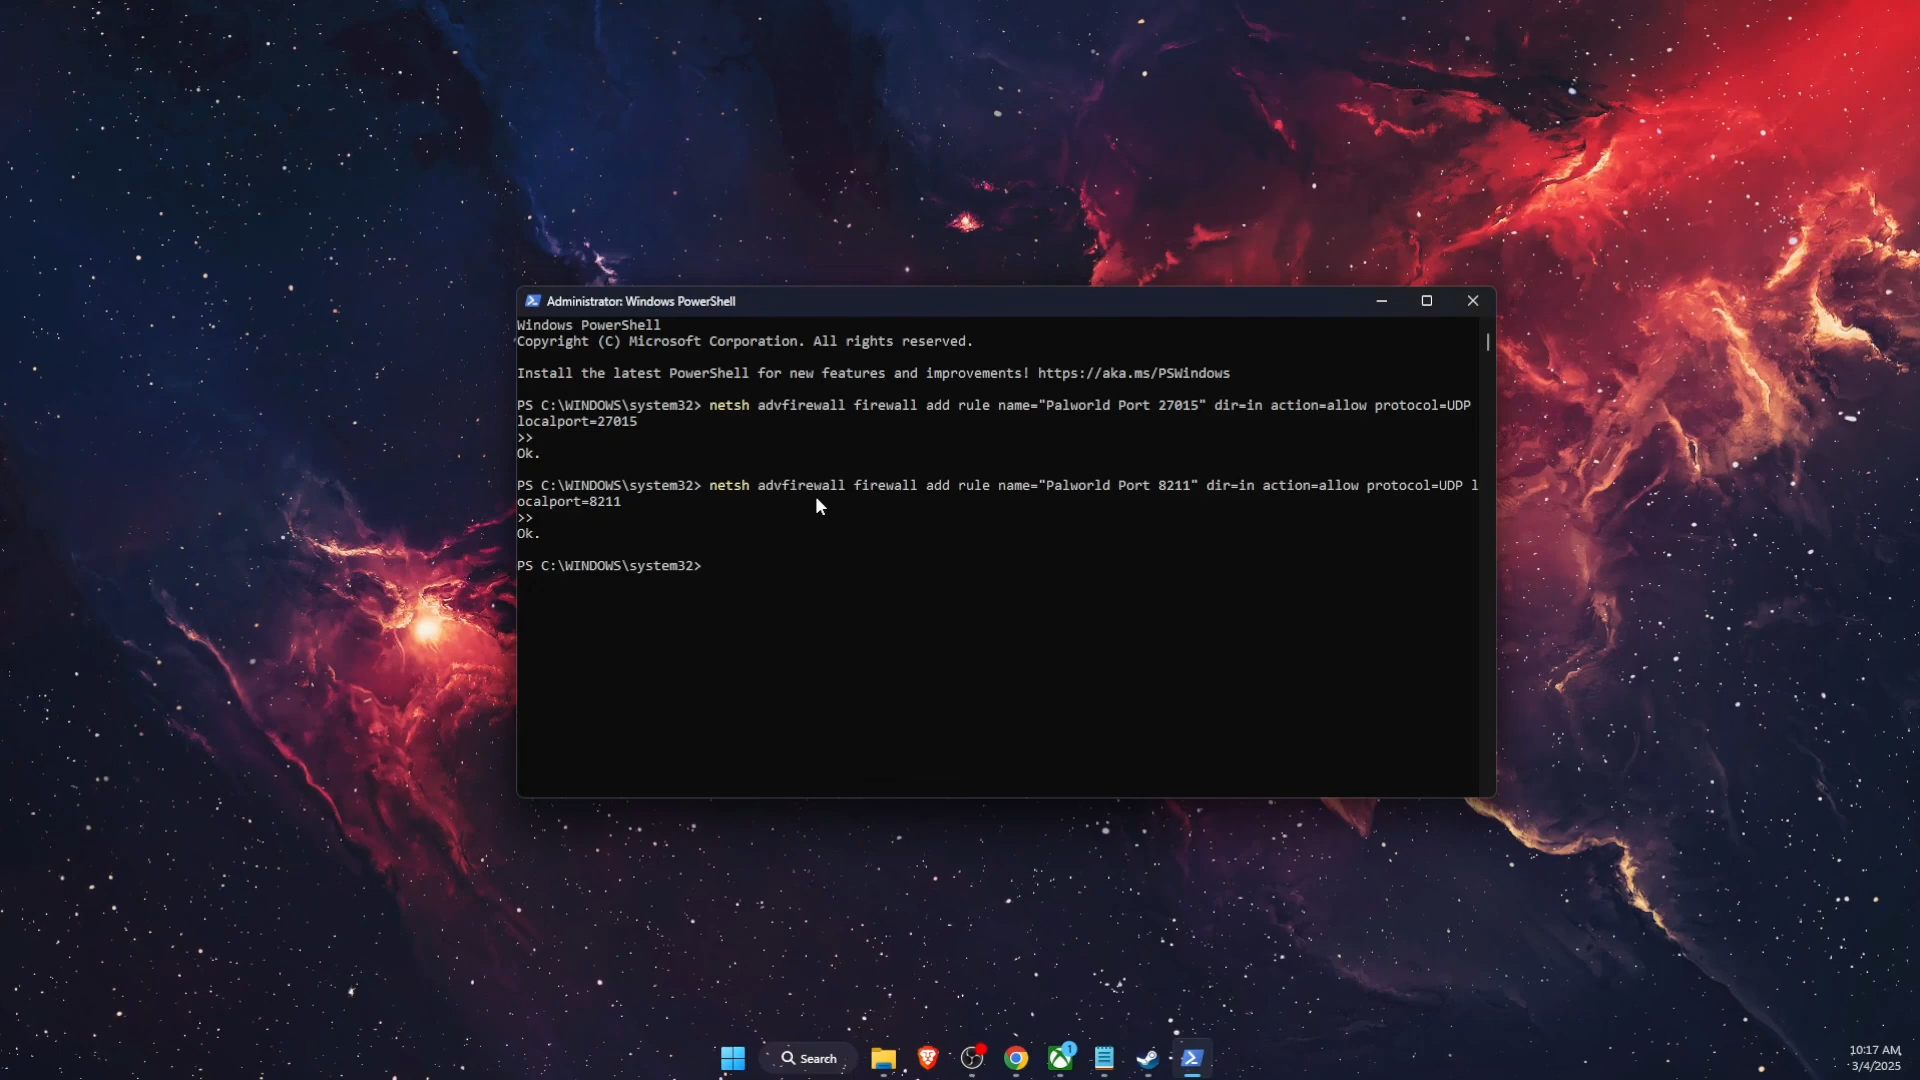 Administrator: Windows PowerShell
Windows PowerShell
Copyright (C) Microsoft Corporation. All rights reserved.
Install the latest PowerShell for new features and improvements! https://aka.ms/PSWindows
PS C:\WINDOWS\system32> netsh advfirewall firewall add rule name="Palworld Port 27015" dir=in action=allow protocol=UDP
localport=27015
>>
Ok.
PS C:\WINDOWS\system32> netsh advfirewall firewall add rule name="Palworld Port 8211" dir=in action=allow protocol=UDP l
ocalport=8211
>>
Ok.
PS C:\WINDOWS\system32>
Search
1
10:17 AM
3/4/2025